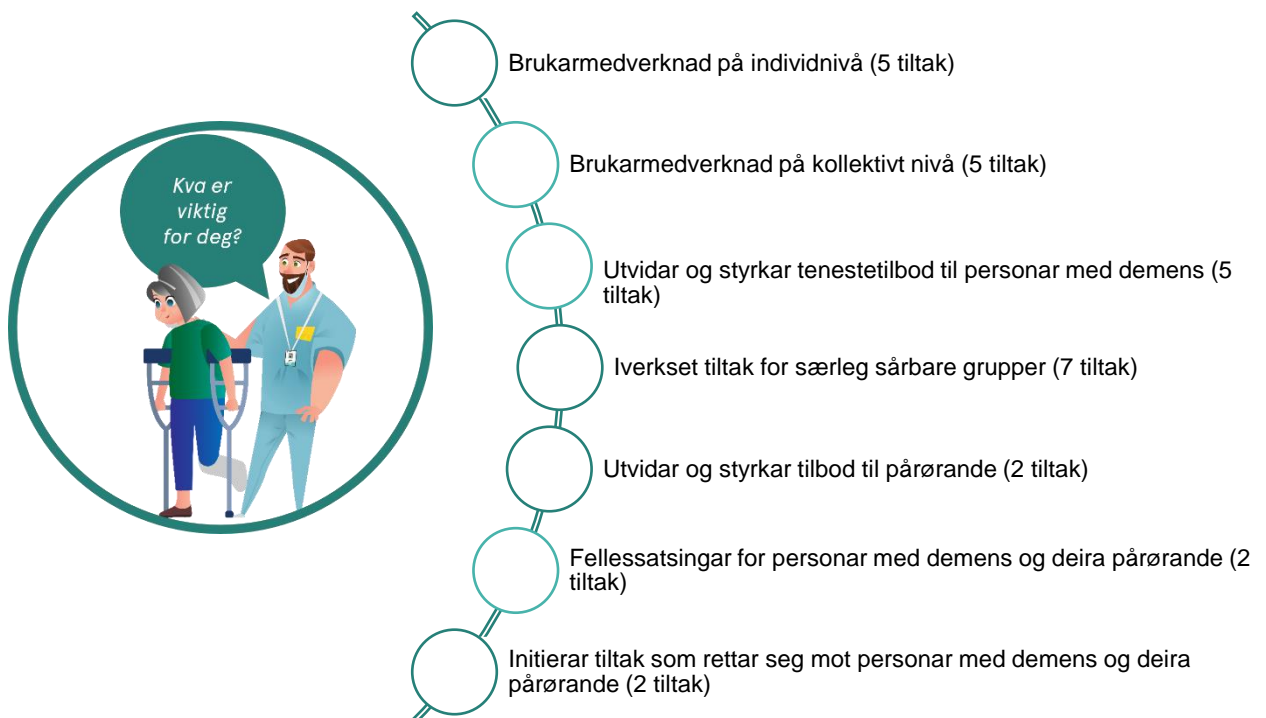 Kva er
viktig
for deg?
Brukarmedverknad på individnivå (5 tiltak)
Brukarmedverknad på kollektivt nivå (5 tiltak)
Utvidar og styrkar tenestetilbod til personar med demens (5
tiltak)
Iverkset tiltak for særleg sårbare grupper (7 tiltak)
Utvidar og styrkar tilbod til pårørande (2 tiltak)
Fellessatsingar for personar med demens og deira pårørande (2
tiltak)
Initierar tiltak som rettar seg mot personar med demens og deira
pårørande (2 tiltak)